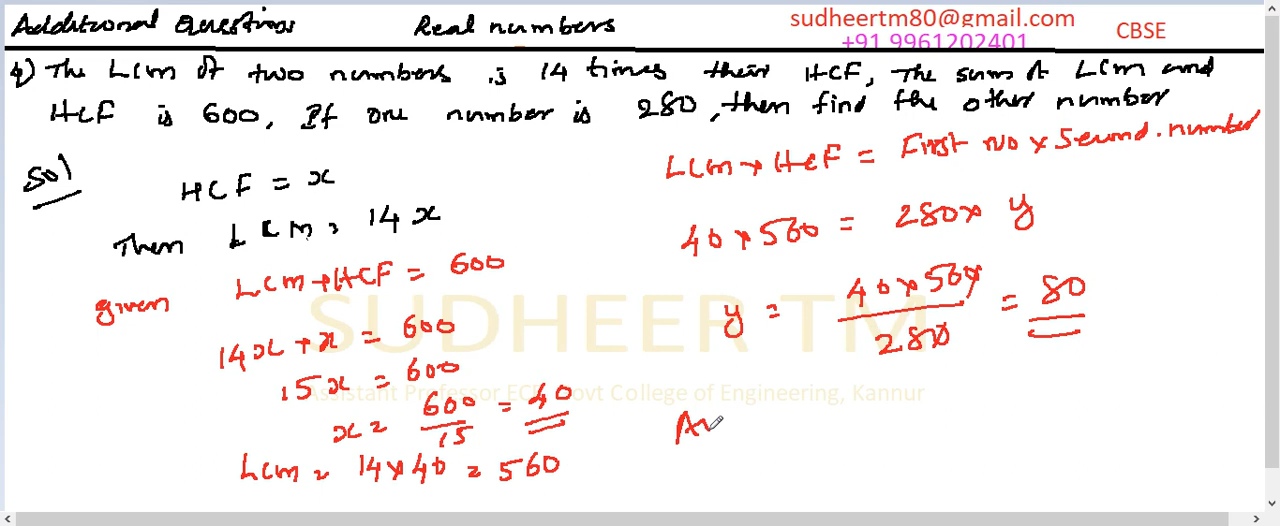 Additional Questions Real numbers sudheertm80@gmail.com CBSE
+91 9961202401
4) The LCM of two numbers is 14 times their HCF, The sum of LCM and
HCF is 600, If one number is 280, then find the other number
Sol
HCF = x
Then LCM = 14x
given LCM + HCF = 600
14x + x = 600
15x = 600
x = 600/15 = 40
LCM = 14 × 40 = 560
LCM × HCF = First no × Second. number
40 × 560 = 280 × y
y = 40 × 560 / 280 = 80
An
SUDHEER TM
Assistant Professor ECE, Govt College of Engineering, Kannur